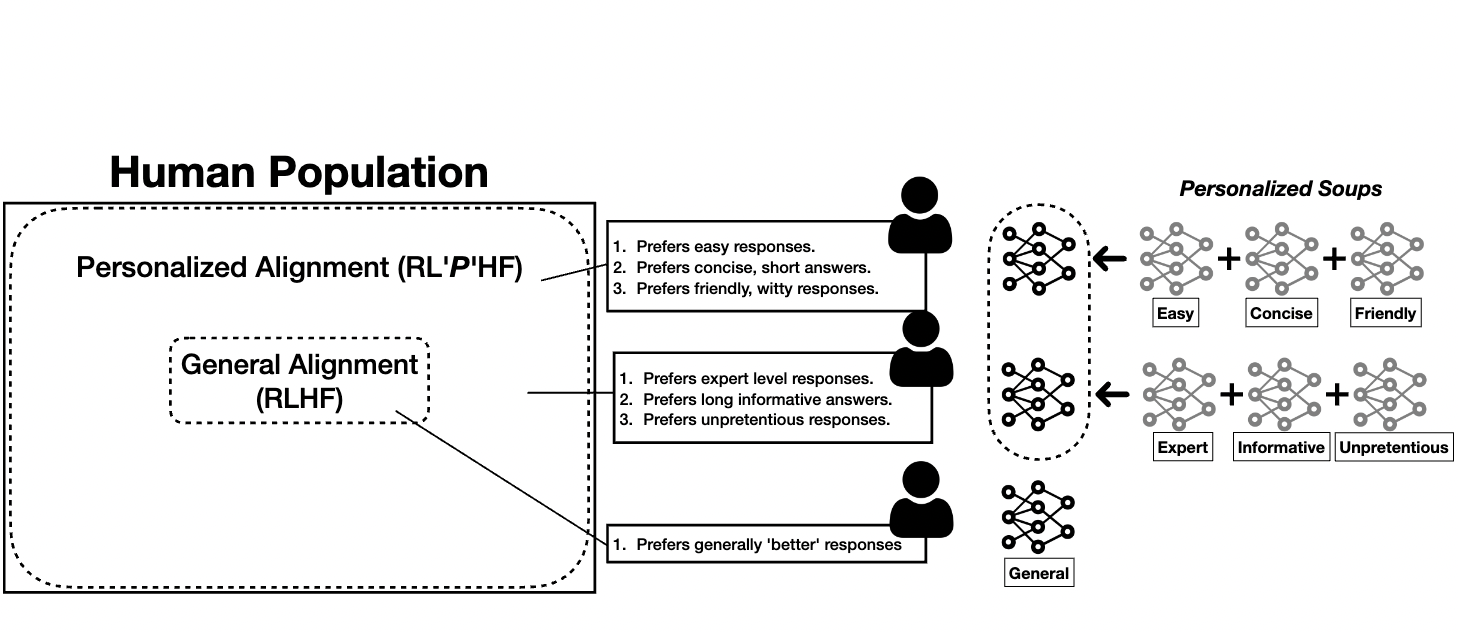 Human Population
Personalized Alignment (RL'P'HF)
General Alignment
(RLHF)
1. Prefers easy responses.
2. Prefers concise, short answers.
3. Prefers friendly, witty responses.
1. Prefers expert level responses.
2. Prefers long informative answers.
3. Prefers unpretentious responses.
1. Prefers generally 'better' responses
Personalized Soups
+ +
Easy Concise Friendly
+ +
Expert Informative Unpretentious
General